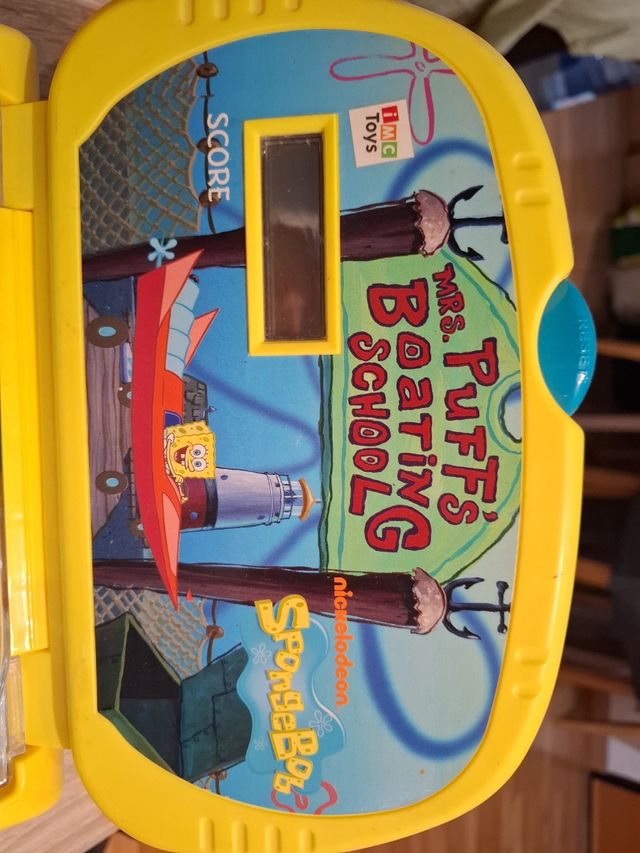 iMC
Toys
SCORE
MRS.
PUFF'S
BOATING
SCHOOL
nickelodeon
SPONGEBOB